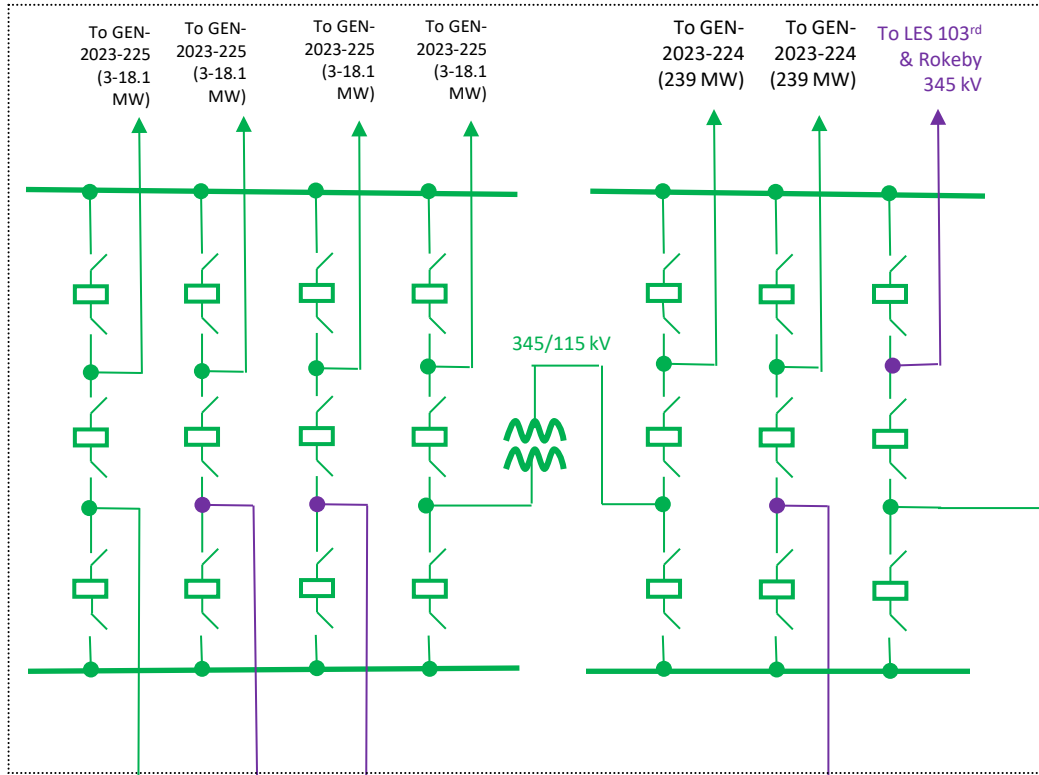 To GEN-
2023-225
(3-18.1
MW)
To GEN-
2023-225
(3-18.1
MW)
To GEN-
2023-225
(3-18.1
MW)
To GEN-
2023-225
(3-18.1
MW)
To GEN-
2023-224
(239 MW)
To GEN-
2023-224
(239 MW)
To LES 103rd
& Rokeby
345 kV
345/115 kV